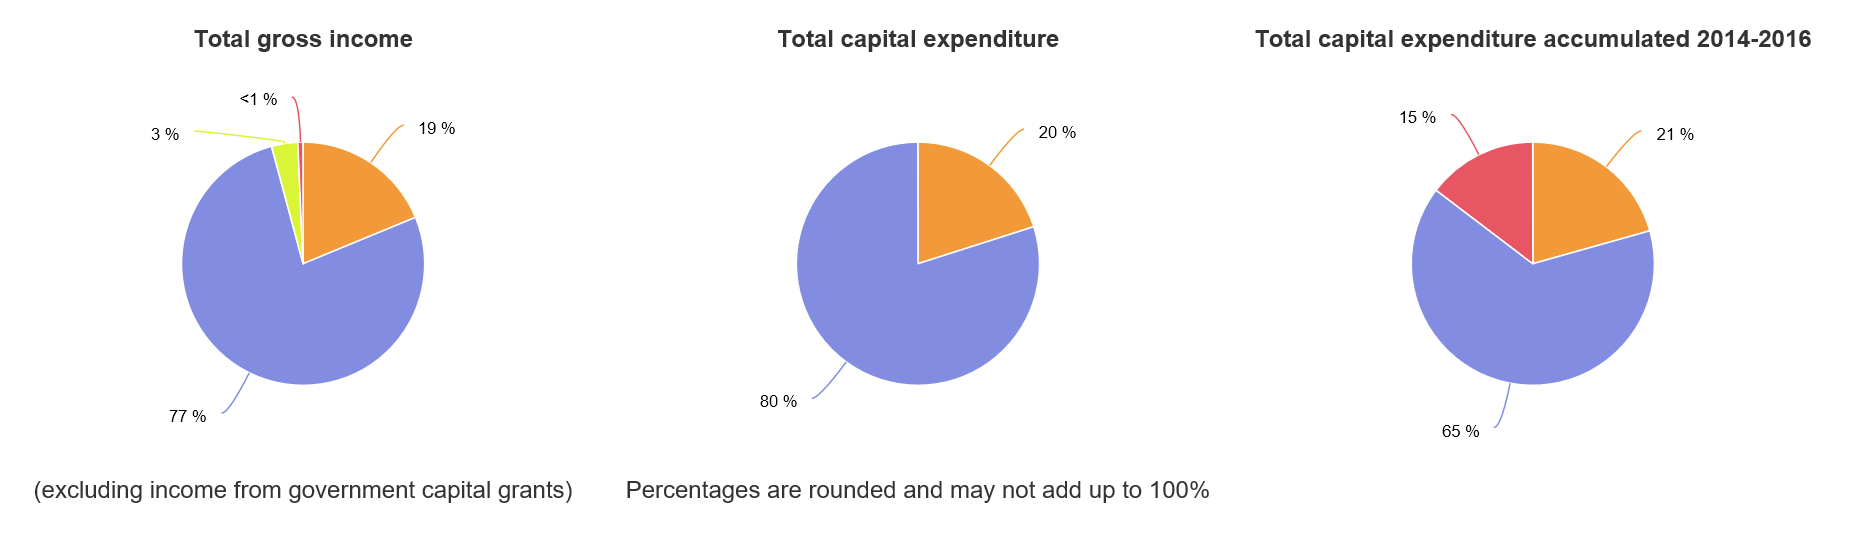 Total gross income
<1 %
3 %
19 %
77 %
(excluding income from government capital grants)
Total capital expenditure
20 %
80 %
Percentages are rounded and may not add up to 100%
Total capital expenditure accumulated 2014-2016
15 %
21 %
65 %